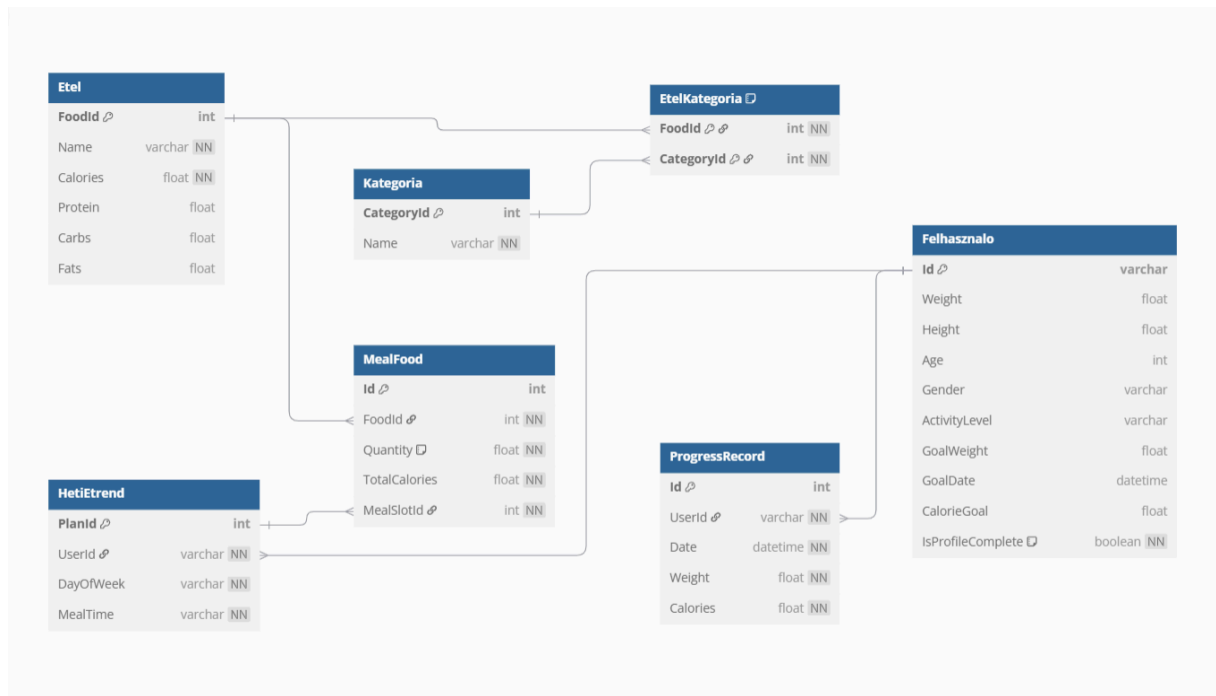 Etel
FoodId int
Name varchar NN
Calories float NN
Protein float
Carbs float
Fats float
EtelKategoria
FoodId int NN
CategoryId int NN
Kategoria
CategoryId int
Name varchar NN
Felhasznalo
Id varchar
Weight float
Height float
Age int
Gender varchar
ActivityLevel varchar
GoalWeight float
GoalDate datetime
CalorieGoal float
IsProfileComplete boolean NN
MealFood
Id int
FoodId int NN
Quantity float NN
TotalCalories float NN
MealSlotId int NN
ProgressRecord
Id int
UserId varchar NN
Date datetime NN
Weight float NN
Calories float NN
HetiEtrend
PlanId int
UserId varchar NN
DayOfWeek varchar NN
MealTime varchar NN